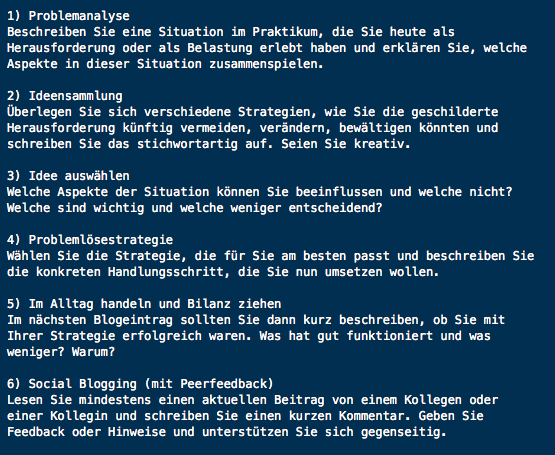 1) Problemanalyse
Beschreiben Sie eine Situation im Praktikum, die Sie heute als
Herausforderung oder als Belastung erlebt haben und erklären Sie, welche
Aspekte in dieser Situation zusammenspielen.
2) Ideensammlung
Überlegen Sie sich verschiedene Strategien, wie Sie die geschilderte
Herausforderung künftig vermeiden, verändern, bewältigen könnten und
schreiben Sie das stichwortartig auf. Seien Sie kreativ.
3) Idee auswählen
Welche Aspekte der Situation können Sie beeinflussen und welche nicht?
Welche sind wichtig und welche weniger entscheidend?
4) Problemlösestrategie
Wählen Sie die Strategie, die für Sie am besten passt und beschreiben Sie
die konkreten Handlungsschritt, die Sie nun umsetzen wollen.
5) Im Alltag handeln und Bilanz ziehen
Im nächsten Blogeintrag sollten Sie dann kurz beschreiben, ob Sie mit
Ihrer Strategie erfolgreich waren. Was hat gut funktioniert und was
weniger? Warum?
6) Social Blogging (mit Peerfeedback)
Lesen Sie mindestens einen aktuellen Beitrag von einem Kollegen oder
einer Kollegin und schreiben Sie einen kurzen Kommentar. Geben Sie
Feedback oder Hinweise und unterstützen Sie sich gegenseitig.